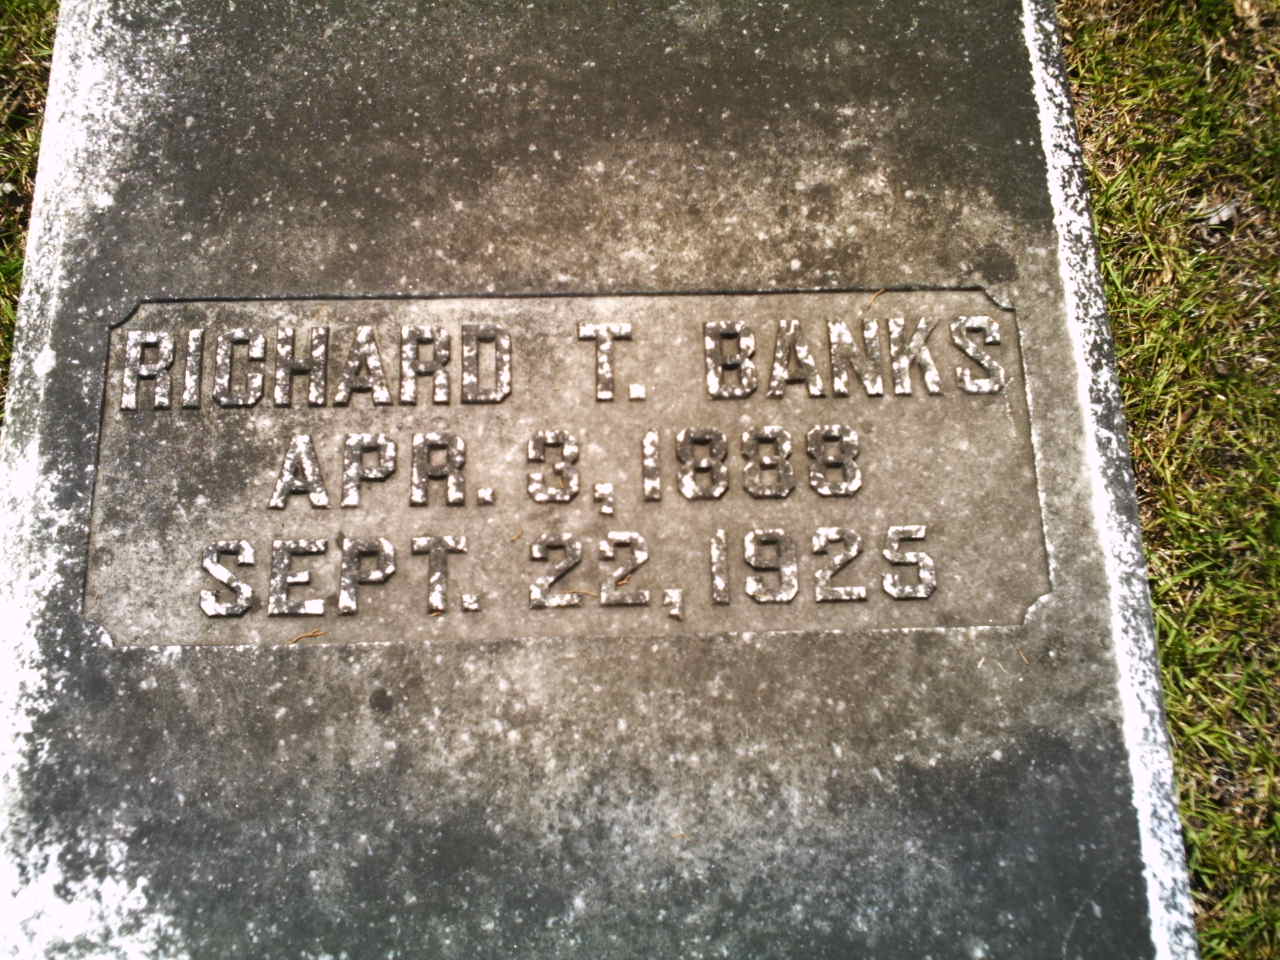 RICHARD T. BANKS
APR. 3, 1888
SEPT. 22, 1925